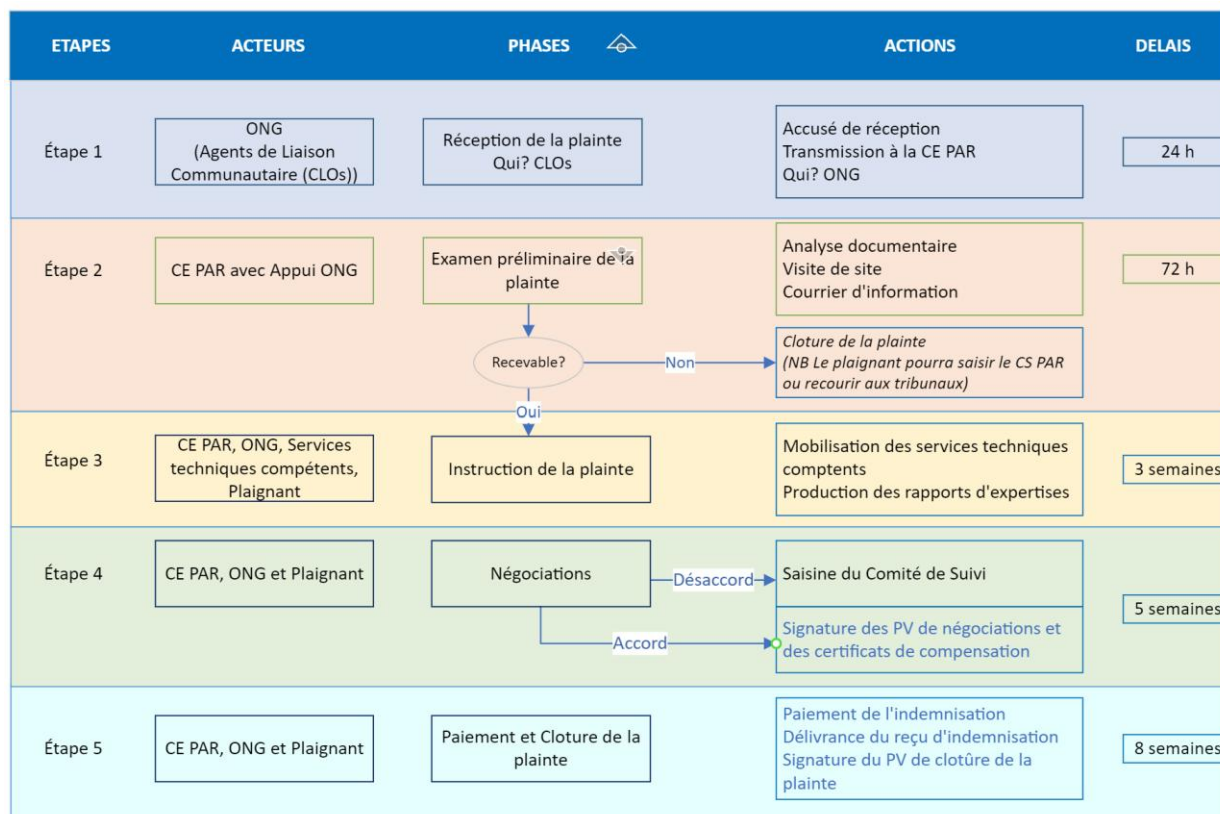 ETAPES ACTEURS PHASES ACTIONS DELAIS
Étape 1
ONG
(Agents de Liaison
Communautaire (CLOs))
Réception de la plainte
Qui? CLOs
Accusé de réception
Transmission à la CE PAR
Qui? ONG
24 h
Étape 2
CE PAR avec Appui ONG
Examen préliminaire de la
plainte
Analyse documentaire
Visite de site
Courrier d'information
72 h
Recevable?
Non
Cloture de la plainte
(NB Le plaignant pourra saisir le CS PAR
ou recourir aux tribunaux)
Oui
Étape 3
CE PAR, ONG, Services
techniques compétents,
Plaignant
Instruction de la plainte
Mobilisation des services techniques
comptents
Production des rapports d'expertises
3 semaines
Étape 4
CE PAR, ONG et Plaignant
Négociations
Désaccord
Saisine du Comité de Suivi
5 semaines
Accord
Signature des PV de négociations et
des certificats de compensation
Étape 5
CE PAR, ONG et Plaignant
Paiement et Cloture de la
plainte
Paiement de l'indemnisation
Délivrance du reçu d'indemnisation
Signature du PV de clotûre de la
plainte
8 semaines